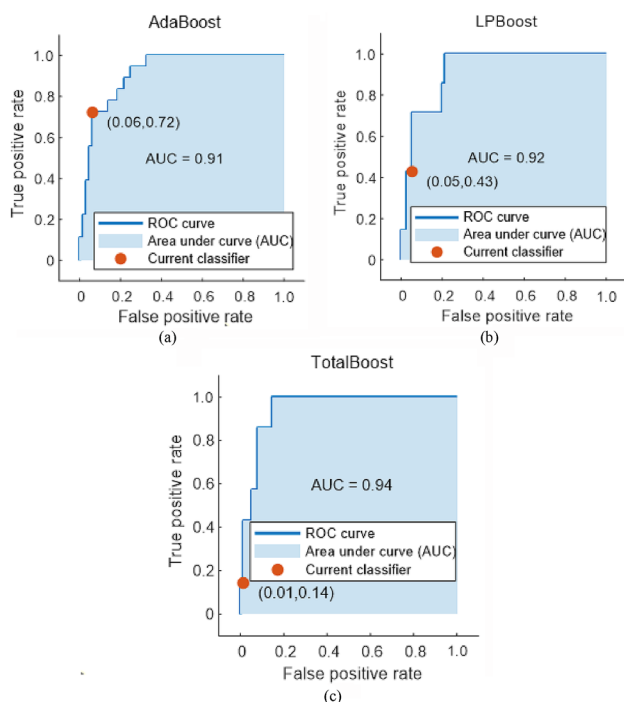 AdaBoost
1.0
0.8
0.6
0.4
0.2
0
True positive rate
(0.06,0.72)
AUC = 0.91
ROC curve
Area under curve (AUC)
Current classifier
0 0.2 0.4 0.6 0.8 1.0
False positive rate
(a)
LPBoost
1.0
0.8
0.6
0.4
0.2
0
True positive rate
AUC = 0.92
(0.05,0.43)
ROC curve
Area under curve (AUC)
Current classifier
0 0.2 0.4 0.6 0.8 1.0
False positive rate
(b)
TotalBoost
1.0
0.8
0.6
0.4
0.2
0
True positive rate
AUC = 0.94
ROC curve
Area under curve (AUC)
Current classifier
(0.01,0.14)
0 0.2 0.4 0.6 0.8 1.0
False positive rate
(c)